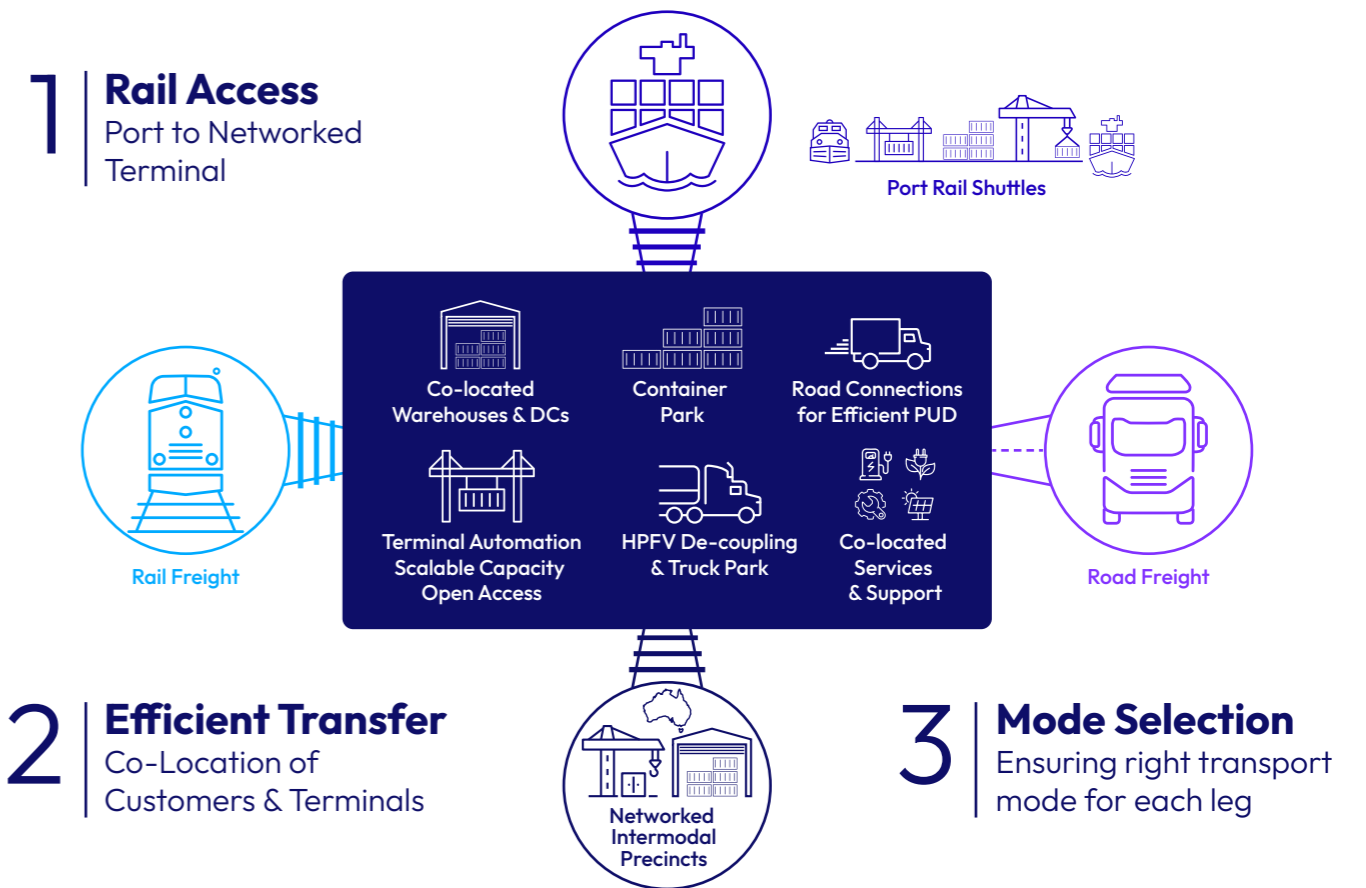 1
Rail Access
Port to Networked
Terminal
Port Rail Shuttles
Co-located
Warehouses & DCs
Container
Park
Road Connections
for Efficient PUD
Terminal Automation
Scalable Capacity
Open Access
HPFV De-coupling
& Truck Park
Co-located
Services
& Support
Rail Freight
Road Freight
2
Efficient Transfer
Co-Location of
Customers & Terminals
Networked
Intermodal
Precincts
3
Mode Selection
Ensuring right transport
mode for each leg